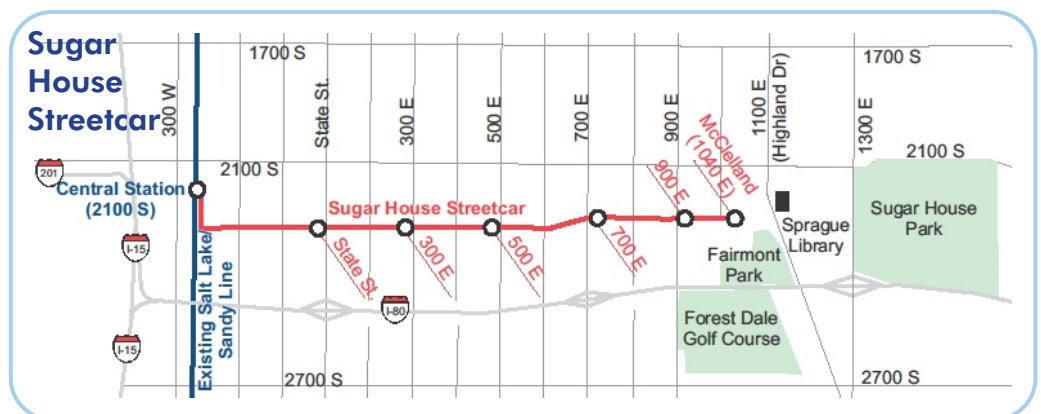 Sugar
House
Streetcar
1700 S
1700 S
300 W
State St.
300 E
500 E
700 E
900 E
1100 E
(Highland Dr)
1300 E
McClelland
(1040 E)
900 E
2100 S
2100 S
201
Central Station
(2100 S)
Sugar House Streetcar
State St.
300 E
500 E
700 E
Sprague
Library
Sugar House
Park
Fairmont
Park
I-15
Existing Salt Lake/
Sandy Line
I-80
Forest Dale
Golf Course
I-15
2700 S
2700 S